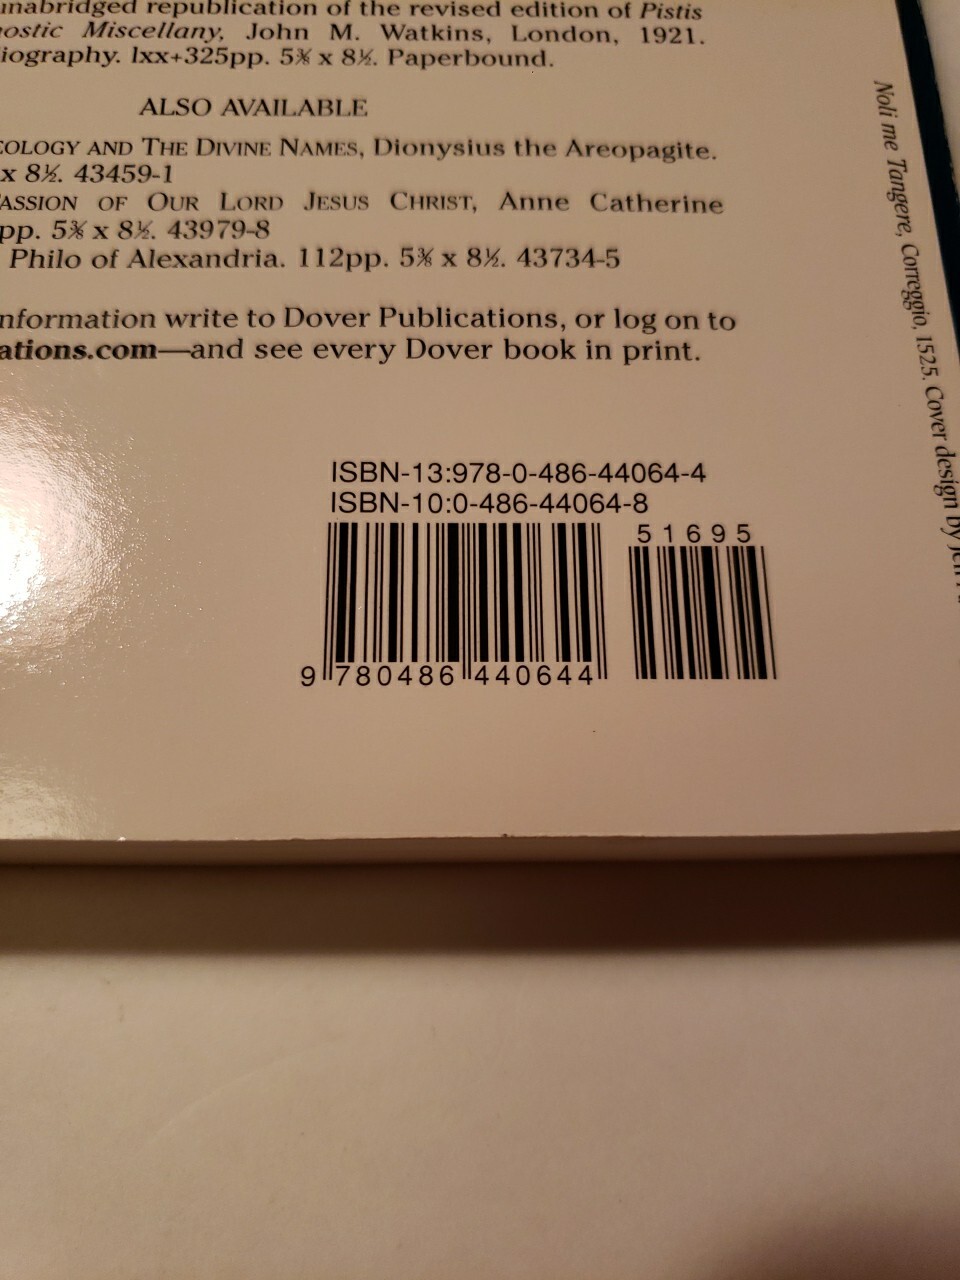 unabridged republication of the revised edition of Pistis
nostic Miscellany, John M. Watkins, London, 1921.
iography. lxx+325pp. 5⅜ x 8½. Paperbound.
ALSO AVAILABLE
OLOGY AND THE DIVINE NAMES, Dionysius the Areopagite.
x 8½. 43459-1
ASSION OF OUR LORD JESUS CHRIST, Anne Catherine
pp. 5⅜ x 8½. 43979-8
Philo of Alexandria. 112pp. 5⅜ x 8½. 43734-5
nformation write to Dover Publications, or log on to
ations.com—and see every Dover book in print.
Noli me Tangere, Correggio, 1525. Cover design by
ISBN-13:978-0-486-44064-4
ISBN-10:0-486-44064-8
51695
9 780486 440644